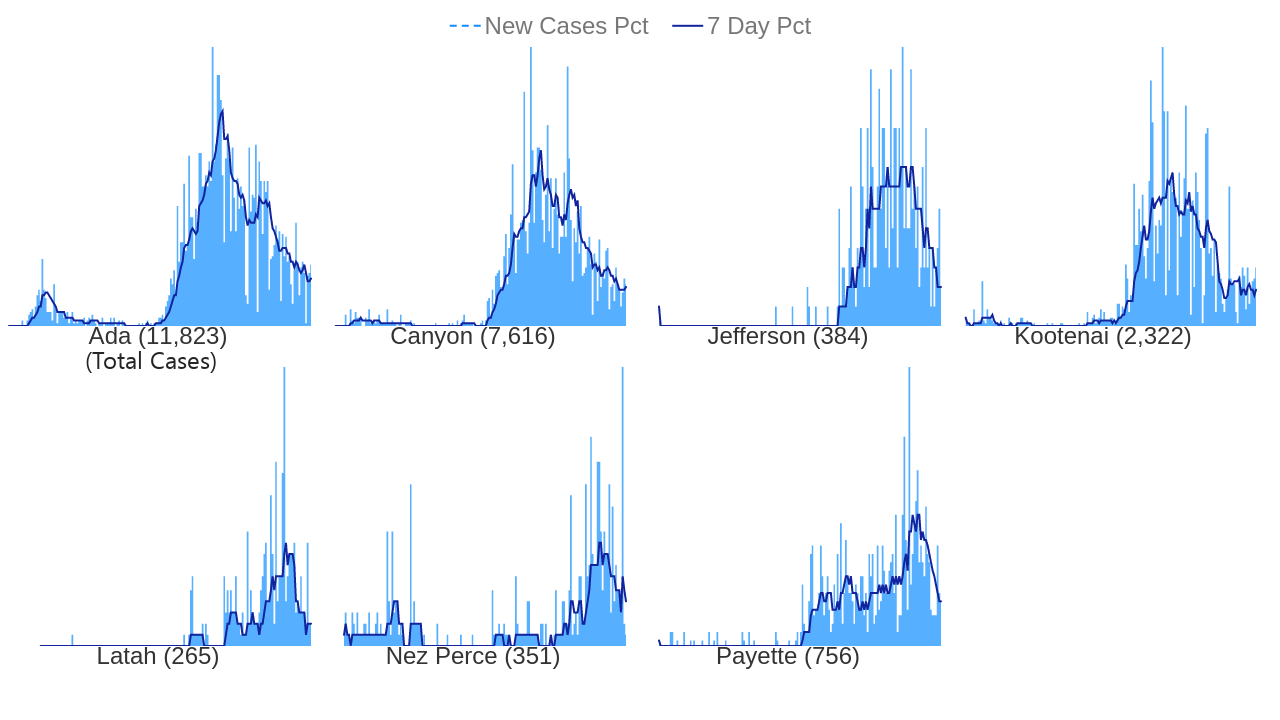 New Cases Pct 7 Day Pct
Ada (11,823)
(Total Cases)
Canyon (7,616)
Jefferson (384)
Kootenai (2,322)
Latah (265)
Nez Perce (351)
Payette (756)